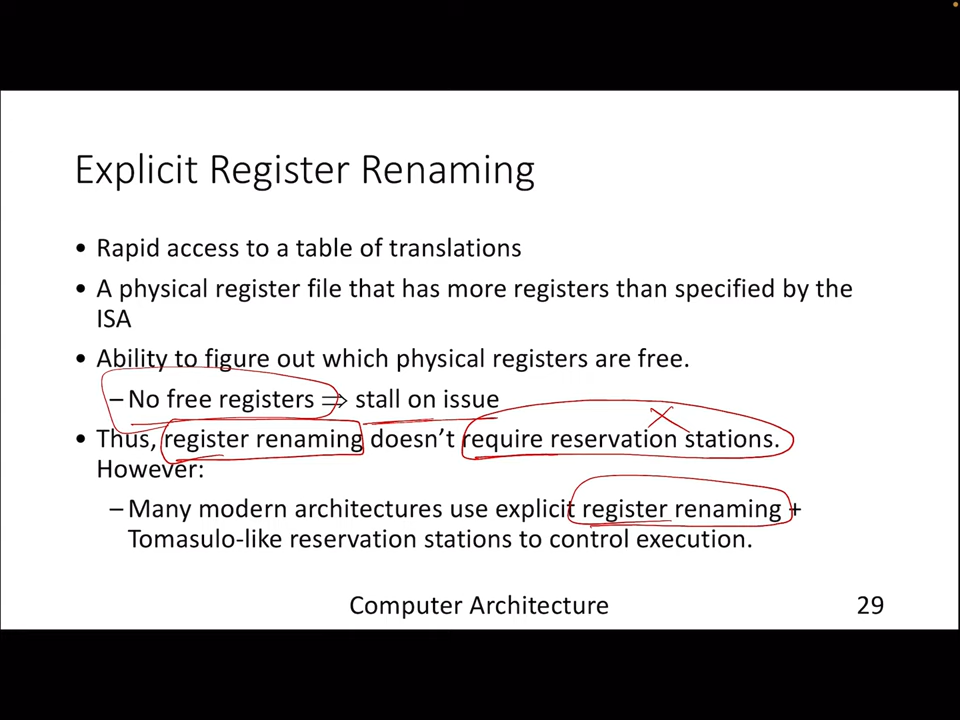 Explicit Register Renaming
• Rapid access to a table of translations
• A physical register file that has more registers than specified by the
ISA
• Ability to figure out which physical registers are free.
– No free registers ⇒ stall on issue
• Thus, register renaming doesn’t require reservation stations.
However:
– Many modern architectures use explicit register renaming +
Tomasulo-like reservation stations to control execution.
Computer Architecture 29